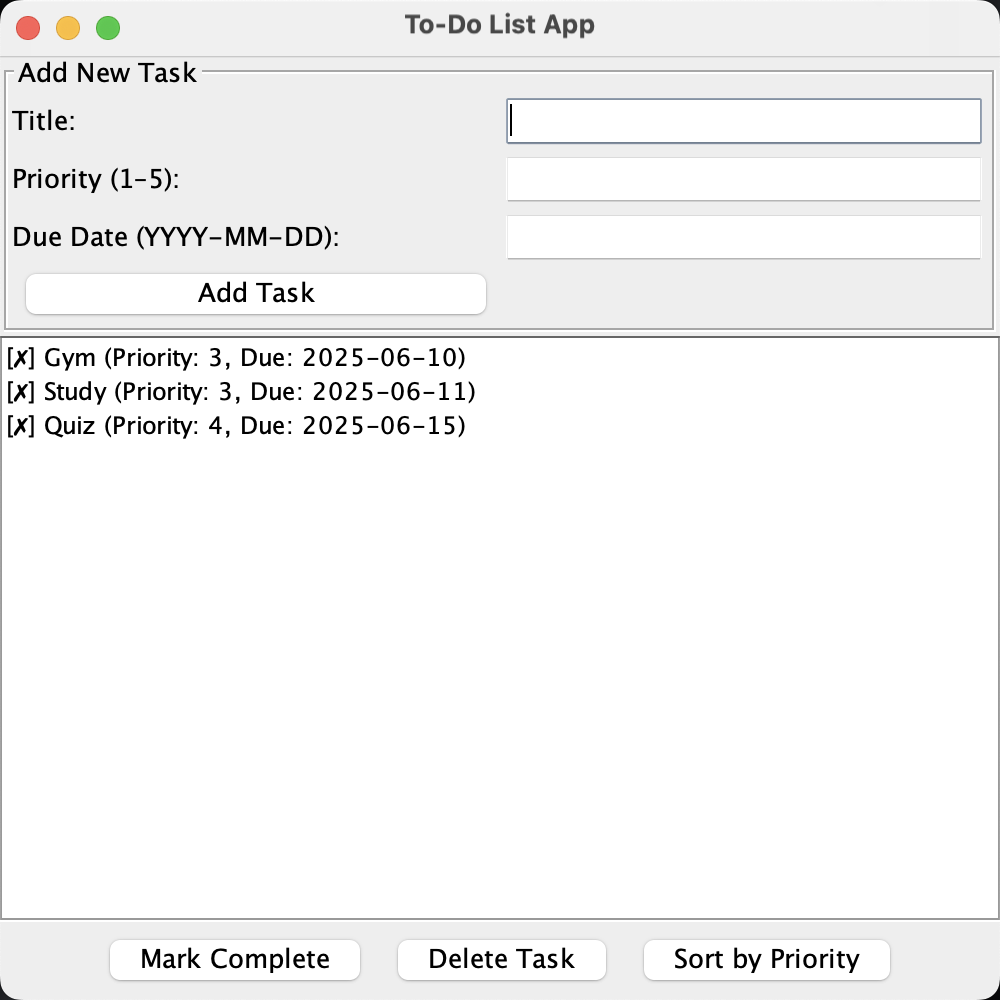 To-Do List App
Add New Task
Title:
Priority (1-5):
Due Date (YYYY-MM-DD):
Add Task
[✗] Gym (Priority: 3, Due: 2025-06-10)
[✗] Study (Priority: 3, Due: 2025-06-11)
[✗] Quiz (Priority: 4, Due: 2025-06-15)
Mark Complete
Delete Task
Sort by Priority